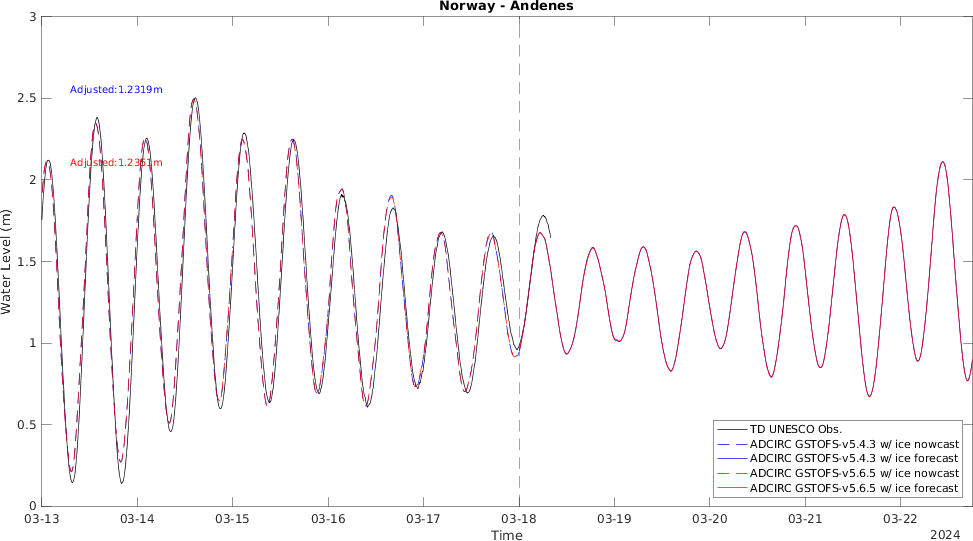 Norway - Andenes
3
2.5
2
1.5
1
0.5
0
Water Level (m)
Adjusted:1.2319m
Adjusted:1.2351m
TD UNESCO Obs.
ADCIRC GSTOFS-v5.4.3 w/ ice nowcast
ADCIRC GSTOFS-v5.4.3 w/ ice forecast
ADCIRC GSTOFS-v5.6.5 w/ ice nowcast
ADCIRC GSTOFS-v5.6.5 w/ ice forecast
03-13 03-14 03-15 03-16 03-17 03-18 03-19 03-20 03-21 03-22
Time
2024